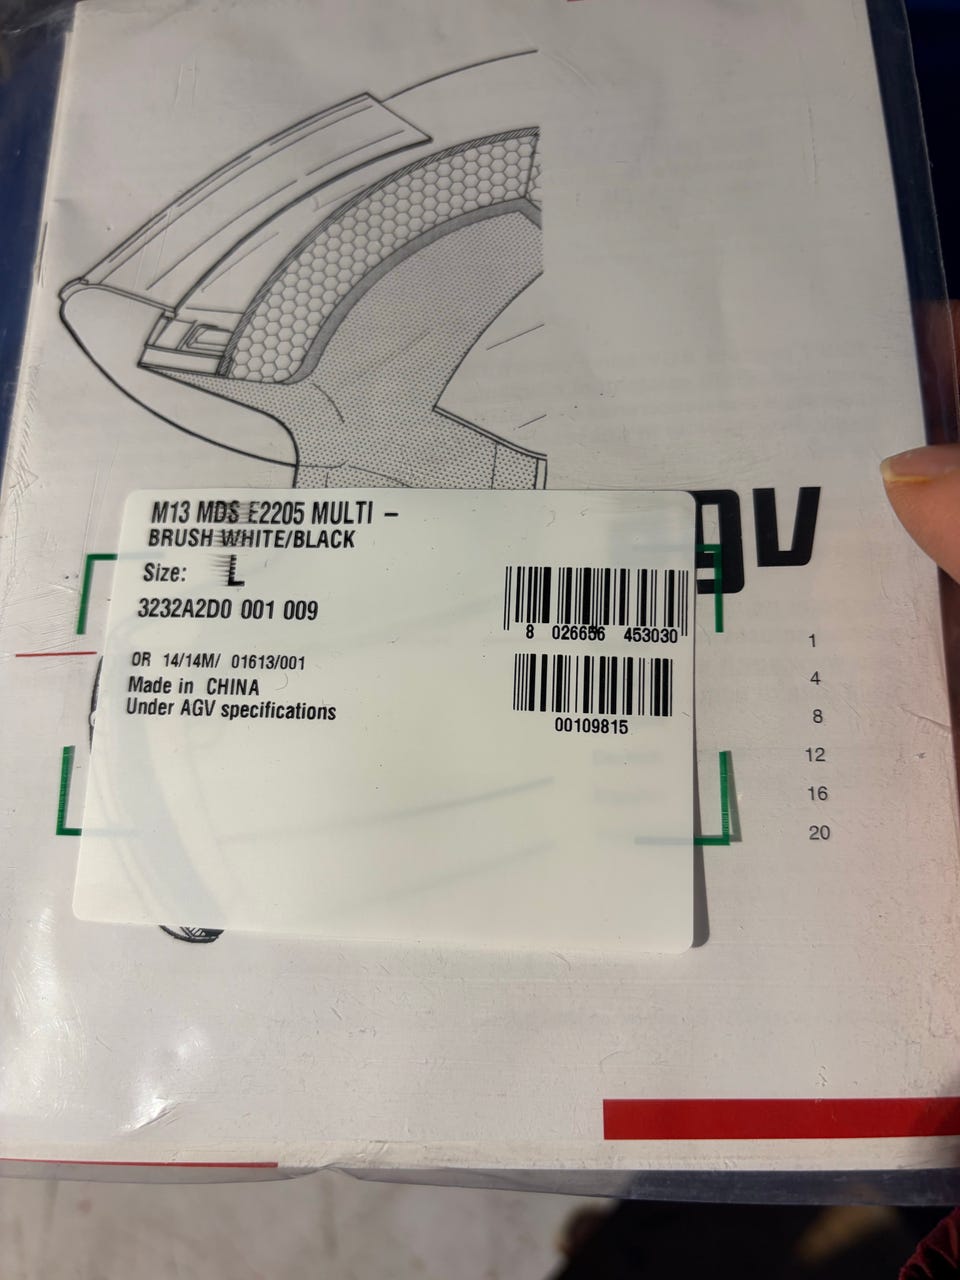 M13 MDS E2205 MULTI –
BRUSH WHITE/BLACK
Size: L
3232A2D0 001 009
8 026656 453030
OR 14/14M/ 01613/001
Made in CHINA
Under AGV specifications
00109815
gv
1
4
8
12
16
20